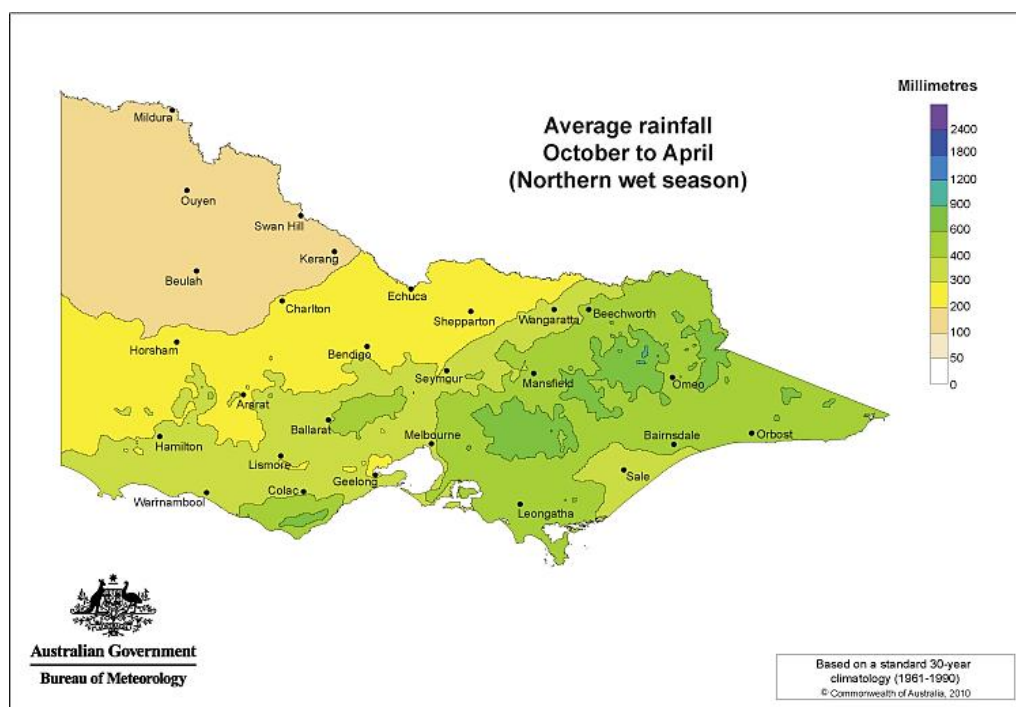 Average rainfall
October to April
(Northern wet season)
Millimetres
2400
1800
1200
900
600
400
300
200
100
50
0
Mildura
Ouyen
Swan Hill
Kerang
Beulah
Echuca
Charlton
Shepparton
Wangaratta
Beechworth
Horsham
Bendigo
Seymour
Mansfield
Omeo
Ararat
Ballarat
Hamilton
Melbourne
Bairnsdale
Orbost
Lismore
Geelong
Sale
Colac
Warrnambool
Leongatha
Australian Government
Bureau of Meteorology
Based on a standard 30-year
climatology (1961-1990)
© Commonwealth of Australia, 2010